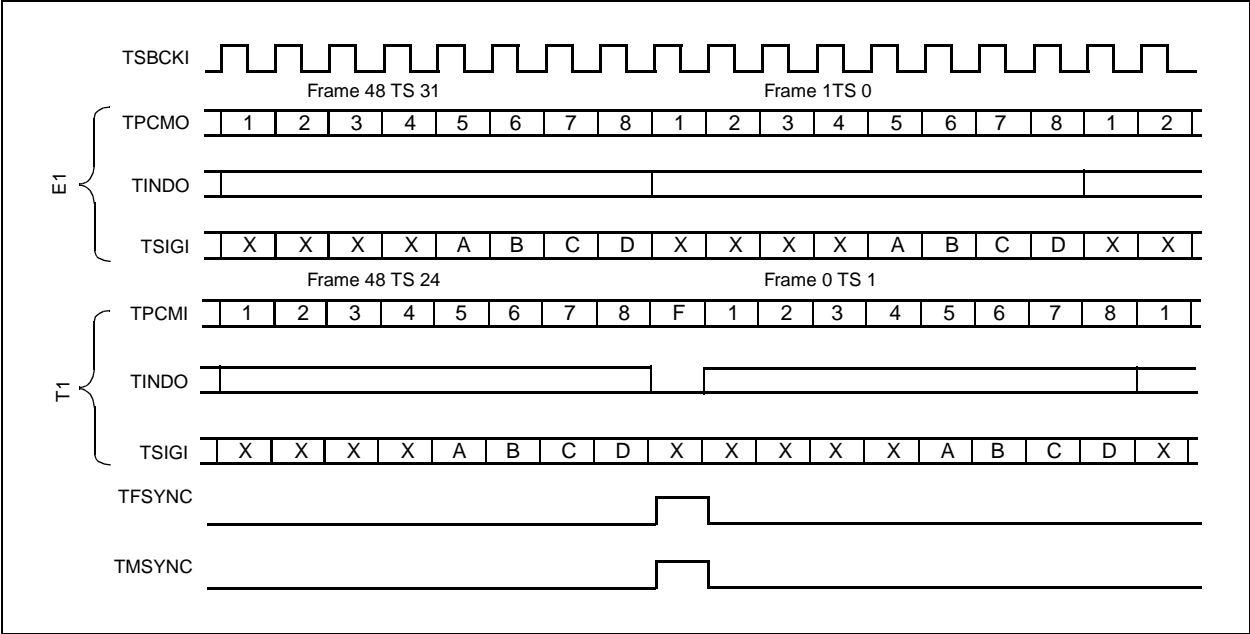 TSBCKI
Frame 48 TS 31 Frame 1TS 0
E1
TPCMO 1 2 3 4 5 6 7 8 1 2 3 4 5 6 7 8 1 2
TINDO
TSIGI X X X X A B C D X X X X A B C D X X
Frame 48 TS 24 Frame 0 TS 1
T1
TPCMI 1 2 3 4 5 6 7 8 F 1 2 3 4 5 6 7 8 1
TINDO
TSIGI X X X X A B C D X X X X X A B C D X
TFSYNC
TMSYNC